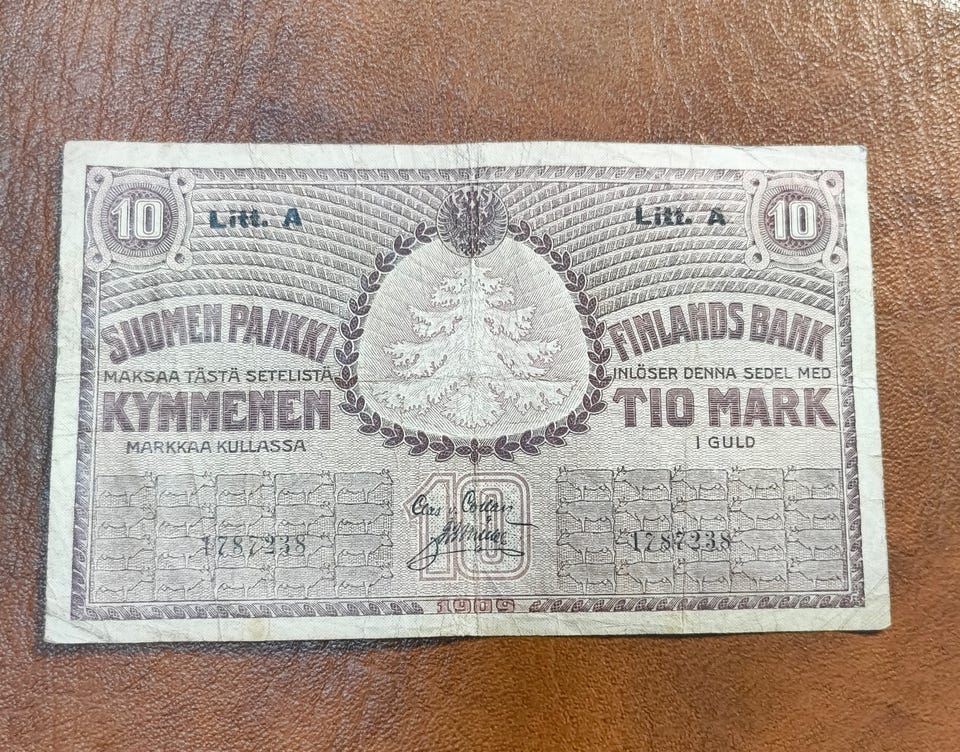 10
Litt. A
Litt. A
10
SUOMEN PANKKI
MAKSAA TÄSTÄ SETELISTÄ
KYMMENEN
MARKKAA KULLASSA
FINLANDS BANK
INLÖSER DENNA SEDEL MED
TIO MARK
I GULD
10
1787238
1787238
1909